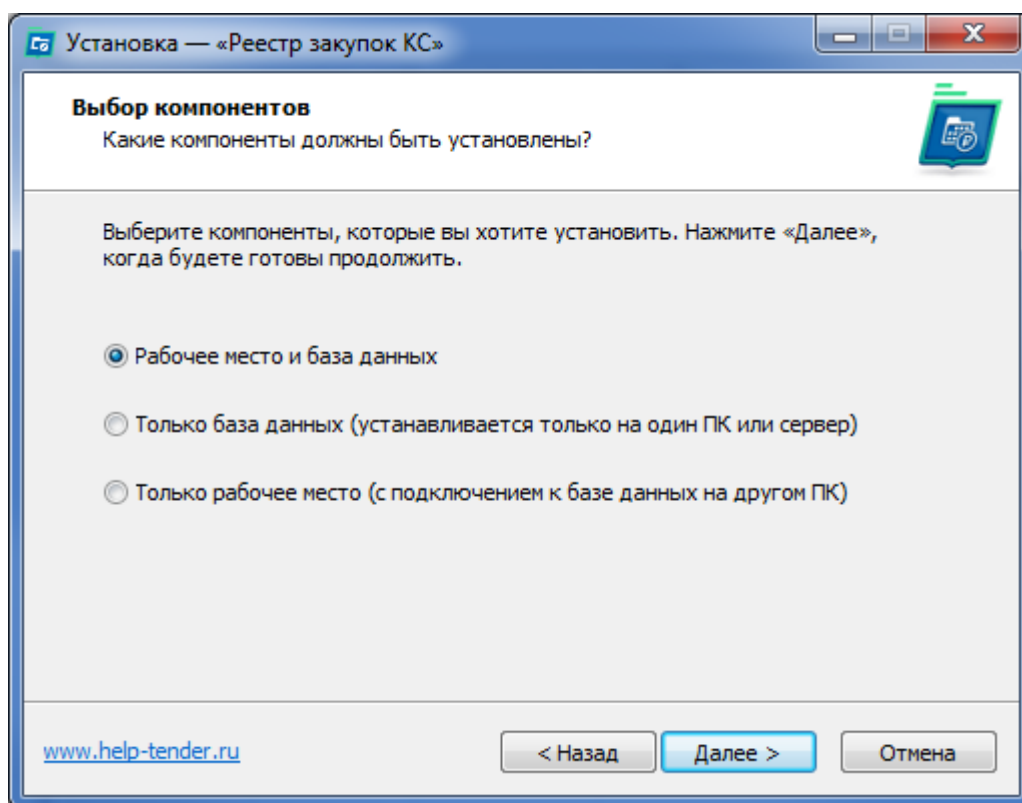 Установка — «Реестр закупок КС»
Выбор компонентов
Какие компоненты должны быть установлены?
Выберите компоненты, которые вы хотите установить. Нажмите «Далее»,
когда будете готовы продолжить.
Рабочее место и база данных
Только база данных (устанавливается только на один ПК или сервер)
Только рабочее место (с подключением к базе данных на другом ПК)
www.help-tender.ru
< Назад
Далее >
Отмена